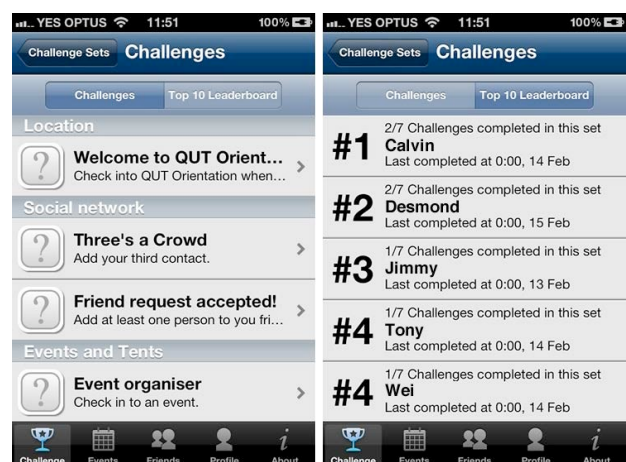 YES OPTUS 11:51 100%
Challenge Sets Challenges
Challenges Top 10 Leaderboard
Location
Welcome to QUT Orient...
Check into QUT Orientation when...
Social network
Three's a Crowd
Add your third contact.
Friend request accepted!
Add at least one person to you fri...
Events and Tents
Event organiser
Check in to an event.
Challenge Events Friends Profile About
YES OPTUS 11:51 100%
Challenge Sets Challenges
Challenges Top 10 Leaderboard
2/7 Challenges completed in this set
#1 Calvin
Last completed at 0:00, 14 Feb
2/7 Challenges completed in this set
#2 Desmond
Last completed at 0:00, 15 Feb
1/7 Challenges completed in this set
#3 Jimmy
Last completed at 0:00, 13 Feb
1/7 Challenges completed in this set
#4 Tony
Last completed at 0:00, 14 Feb
1/7 Challenges completed in this set
#4 Wei
Last completed at 0:00, 14 Feb
Challenge Events Friends Profile About